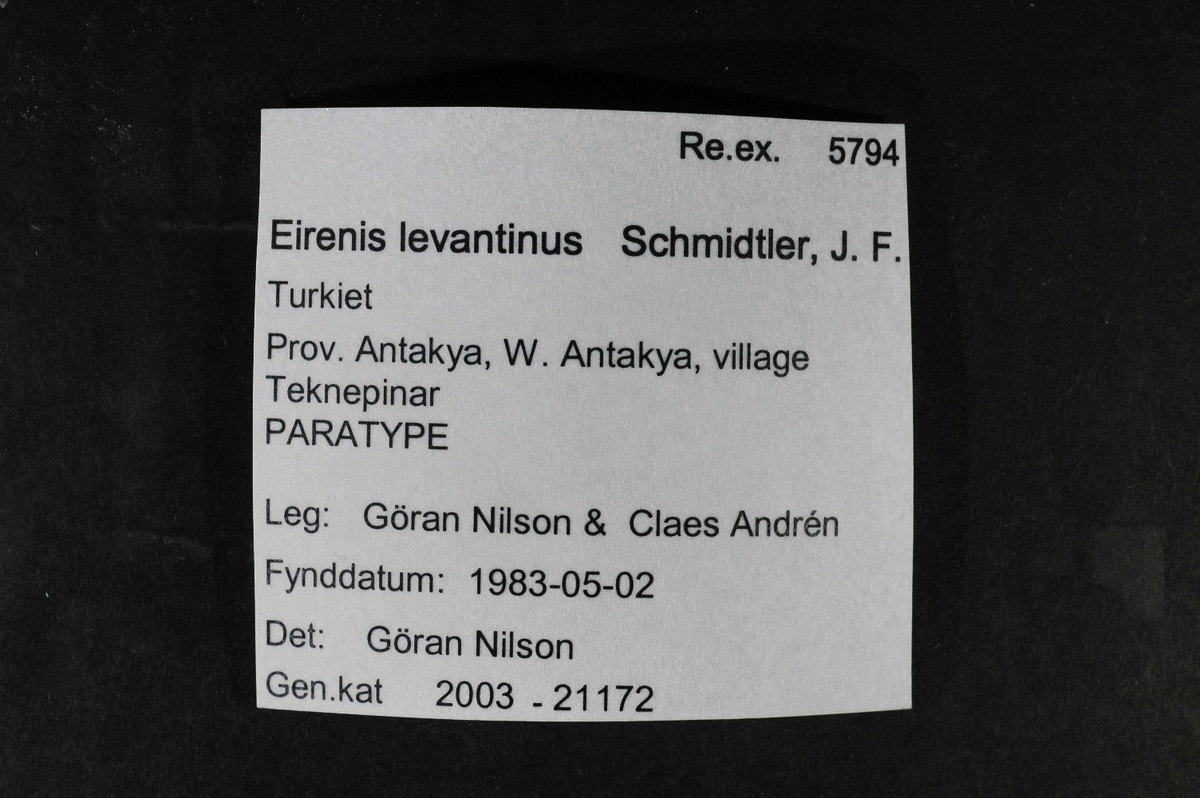 Re.ex. 5794
Eirenis levantinus Schmidtler, J. F.
Turkiet
Prov. Antakya, W. Antakya, village
Teknepinar
PARATYPE
Leg: Göran Nilson & Claes Andrén
Fynddatum: 1983-05-02
Det: Göran Nilson
Gen.kat 2003 - 21172